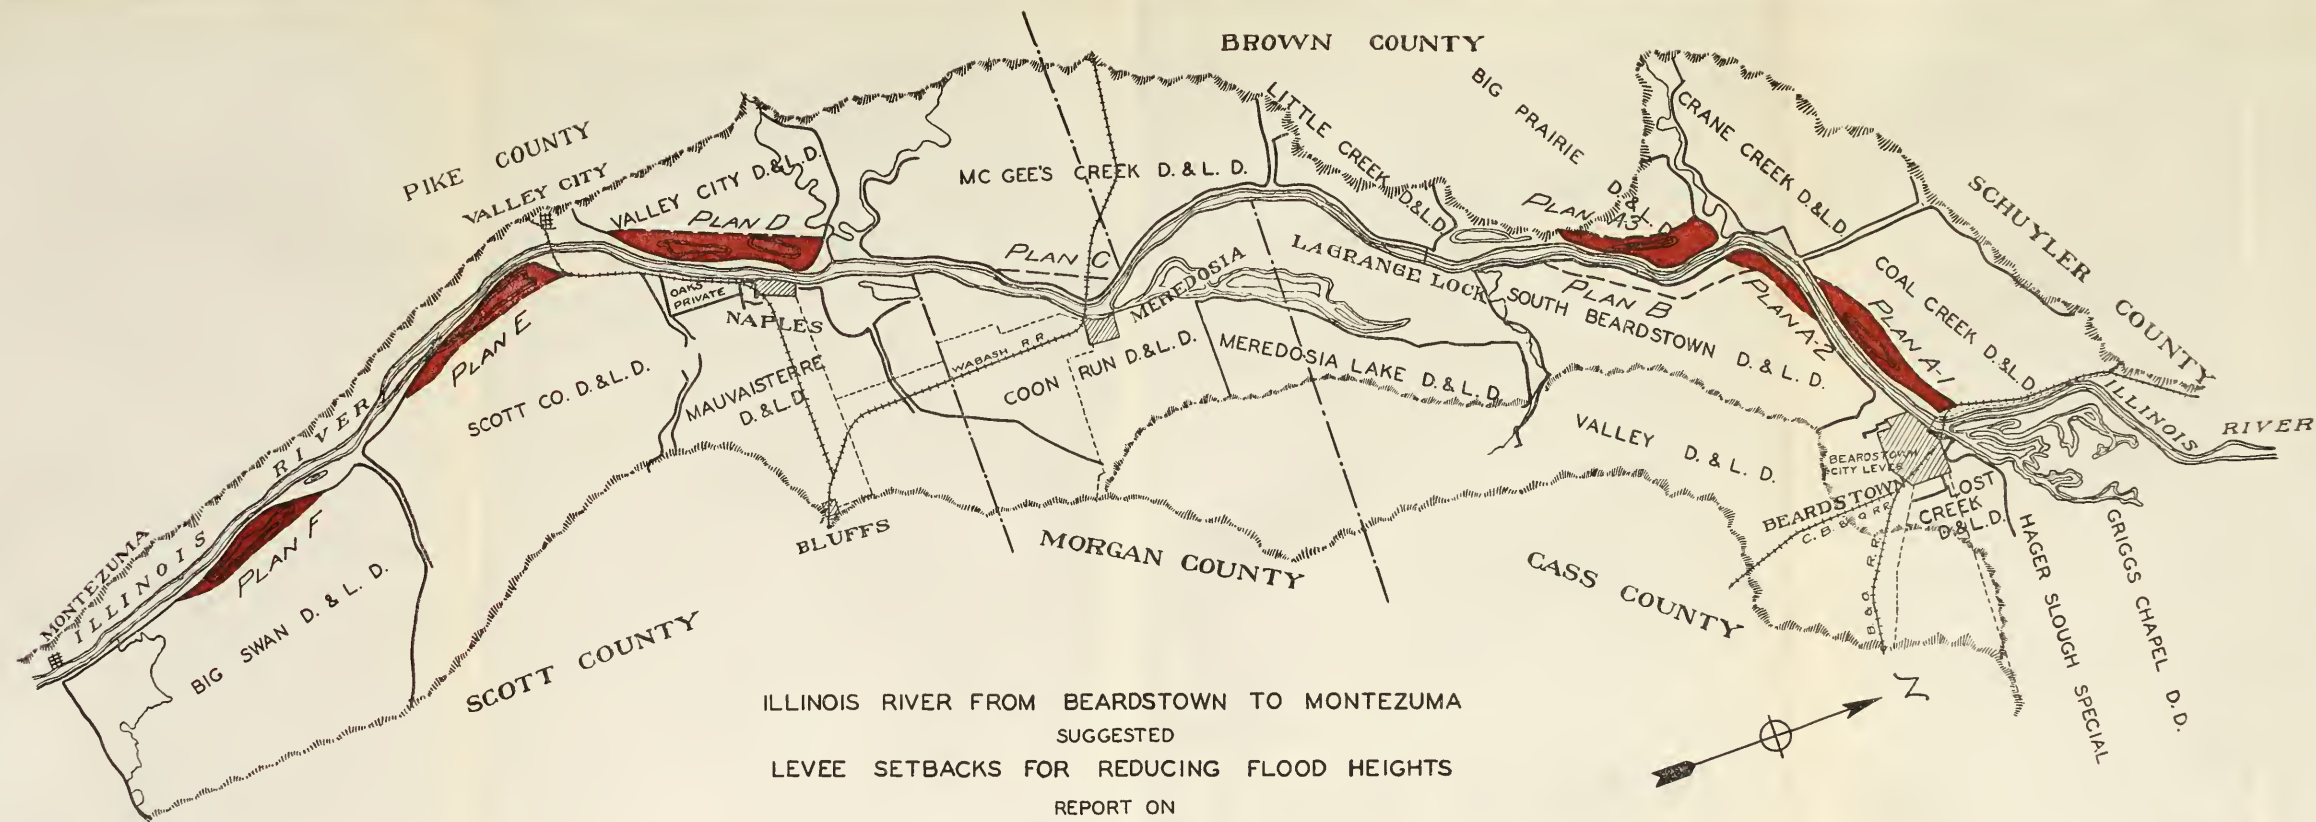 BROWN COUNTY
BIG PRAIRIE
D. & L. D.
LITTLE CREEK D.&L.D.
CRANE CREEK D.&L.D.
SCHUYLER COUNTY
PIKE COUNTY
VALLEY CITY
VALLEY CITY D.&L.D.
PLAN D
MC GEE'S CREEK D. & L. D.
PLAN A-3
PLAN C
MEREDOSIA
LAGRANGE LOCK
PLAN B
PLAN A-2
PLAN A-1
COAL CREEK D.&L.D.
SOUTH BEARDSTOWN D. & L. D.
OAKS
PRIVATE
NAPLES
PLAN E
SCOTT CO. D.&L.D.
MAUVAISTERRE
D.&L.D.
WABASH R.R
COON RUN D.&L.D.
MEREDOSIA LAKE D.&L.D.
VALLEY D. & L. D.
BEARDSTOWN
CITY LEVEE
BEARDSTOWN
C. B. & Q. R.R.
B. & O. R.R.
LOST
CREEK
D.&L.D.
ILLINOIS RIVER
HAGER SLOUGH SPECIAL
GRIGGS CHAPEL D.D.
ILLINOIS RIVER
MONTEZUMA
PLAN F
BIG SWAN D. & L. D.
BLUFFS
SCOTT COUNTY
MORGAN COUNTY
CASS COUNTY
N
ILLINOIS RIVER FROM BEARDSTOWN TO MONTEZUMA
SUGGESTED
LEVEE SETBACKS FOR REDUCING FLOOD HEIGHTS
REPORT ON